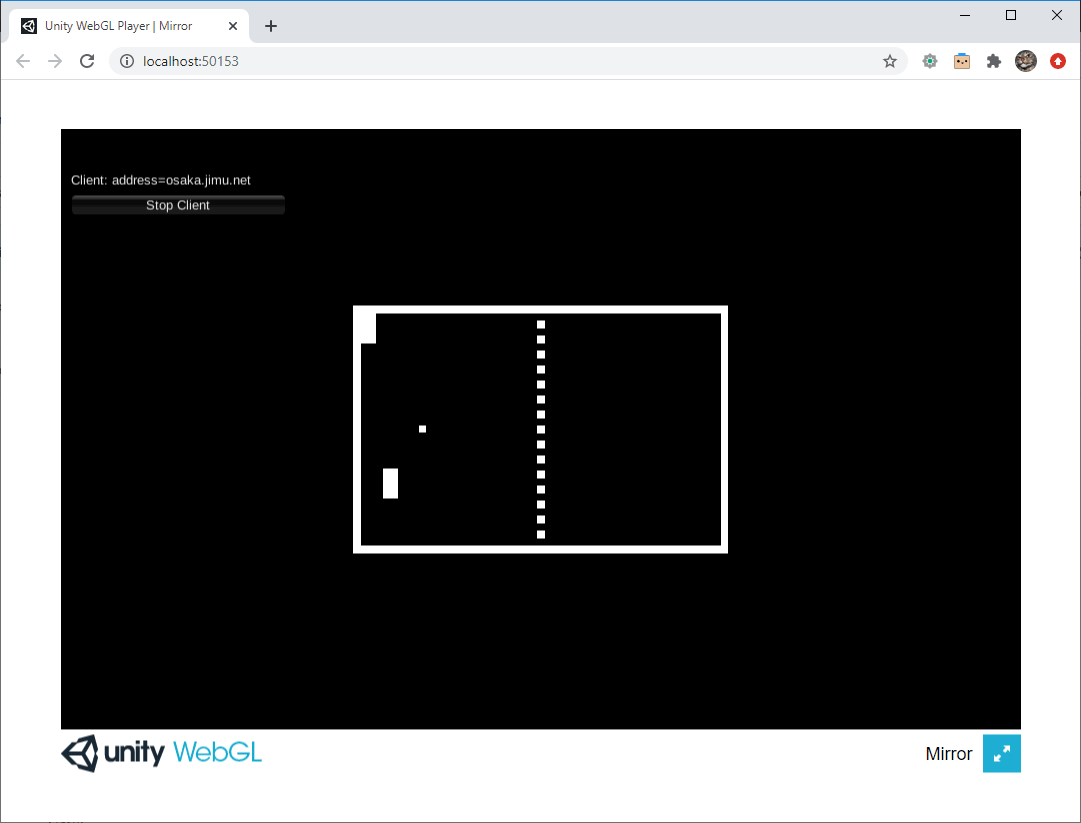 Unity WebGL Player | Mirror
localhost:50153
Client: address=osaka.jimu.net
Stop Client
unity WebGL
Mirror